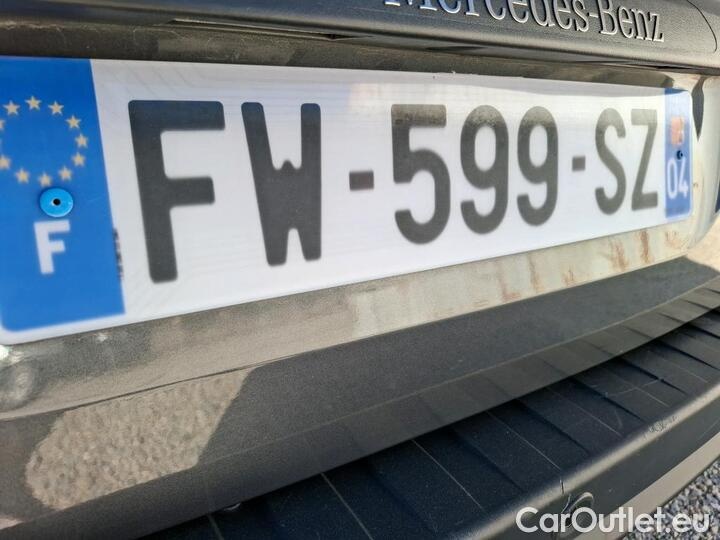 Mercedes-Benz
F
FW-599-SZ
04
CarOutlet.eu